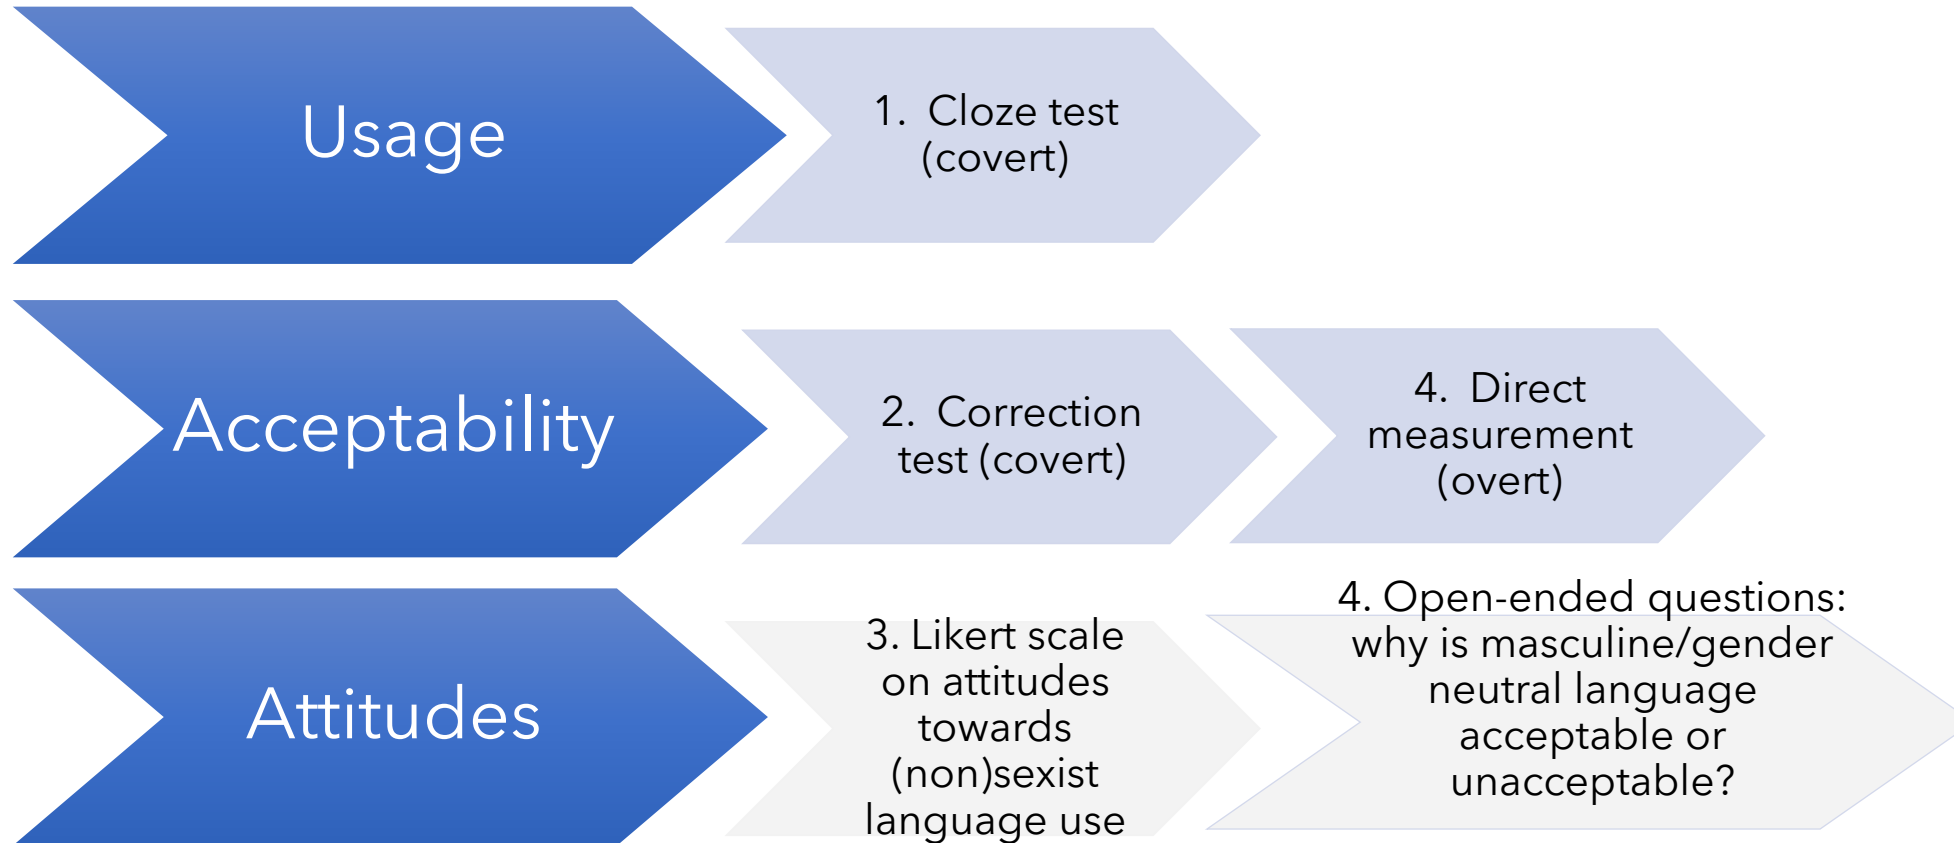 Usage
1. Cloze test
(covert)
Acceptability
2. Correction
test (covert)
4. Direct
measurement
(overt)
Attitudes
3. Likert scale
on attitudes
towards
(non)sexist
language use
4. Open-ended questions:
why is masculine/gender
neutral language
acceptable or
unacceptable?